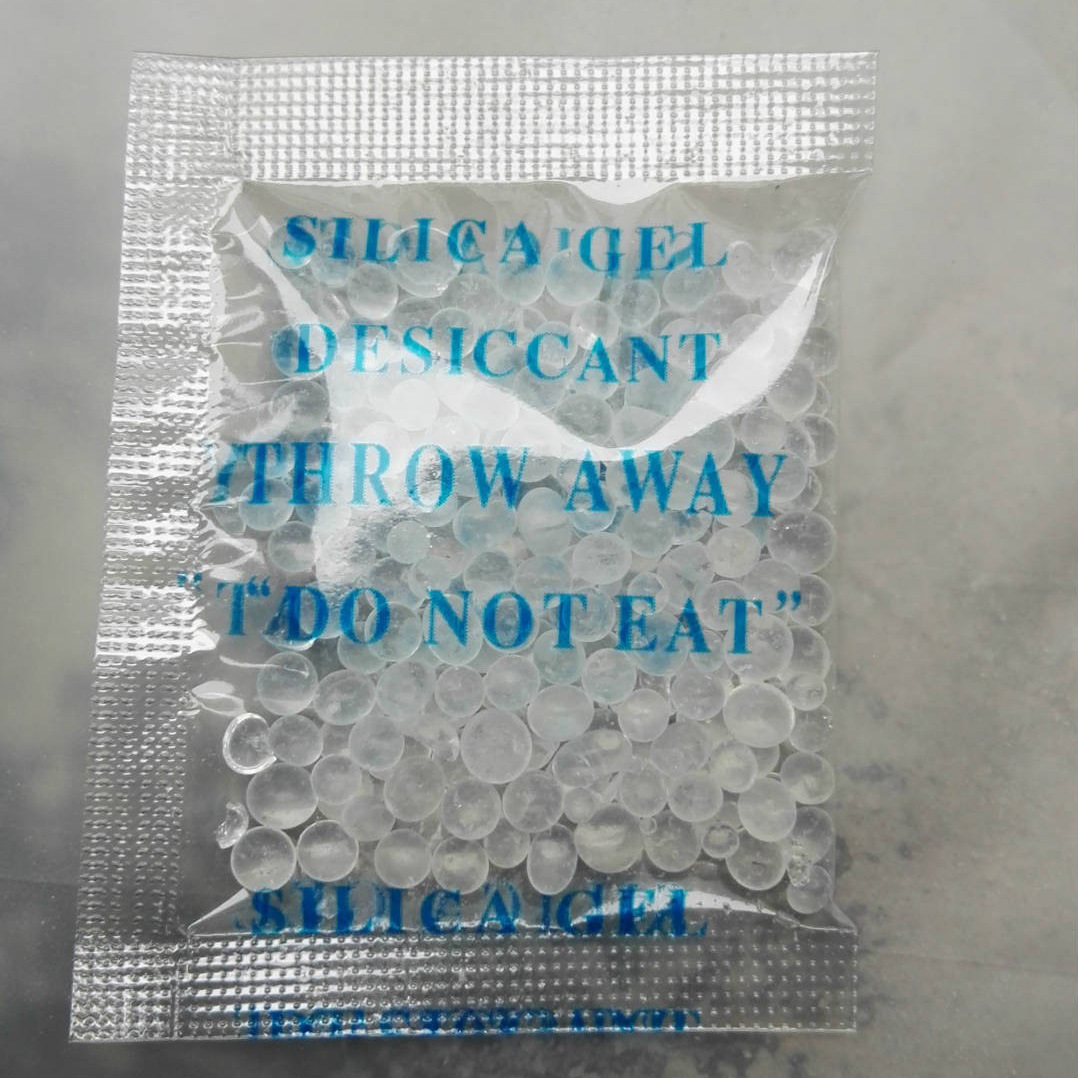 SILICA GEL
DESICCANT
THROW AWAY
"DO NOT EAT"
SILICA GEL